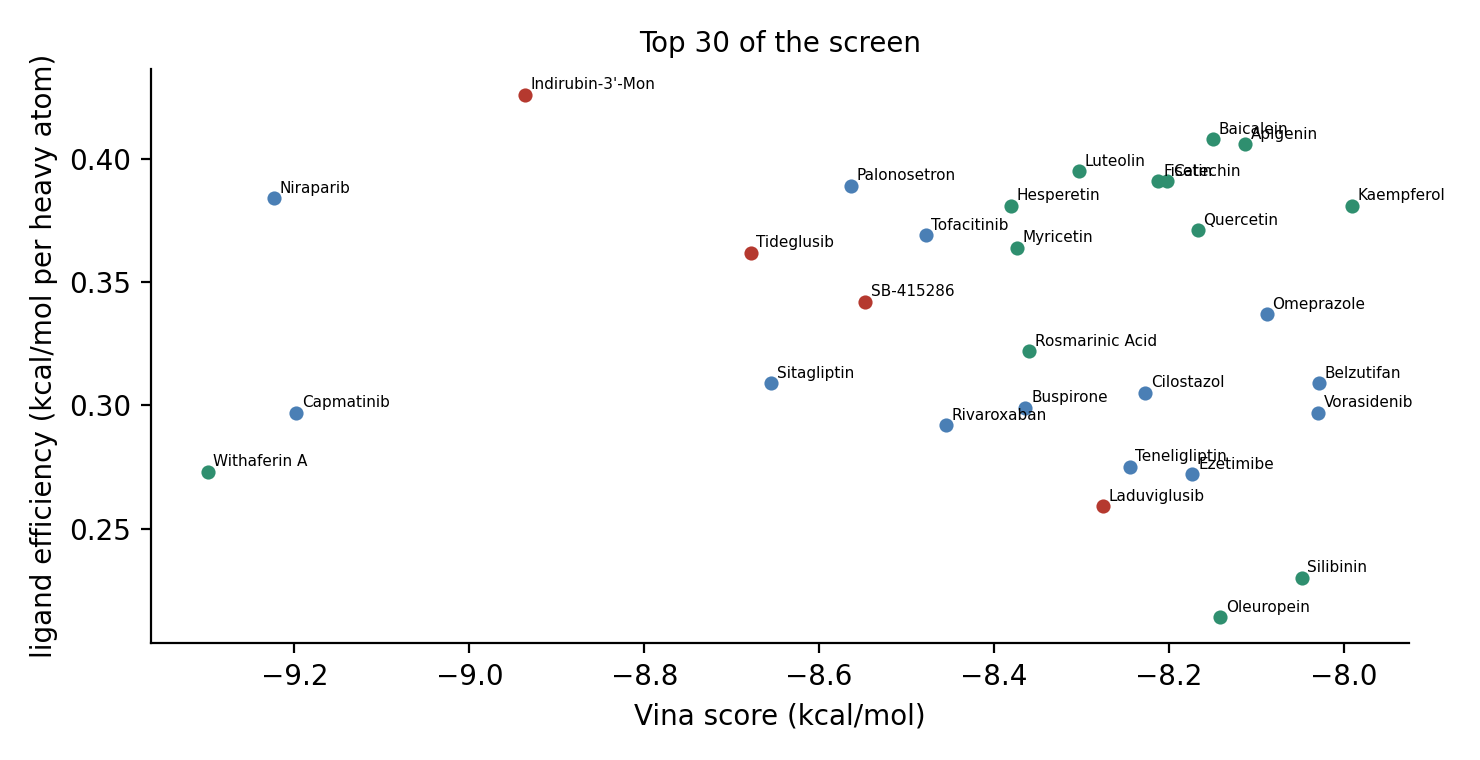 Top 30 of the screen
ligand efficiency (kcal/mol per heavy atom)
0.40
0.35
0.30
0.25
Indirubin-3'-Mon
Baicalein
Apigenin
Luteolin
Fisetin
Catechin
Palonosetron
Niraparib
Hesperetin
Kaempferol
Quercetin
Tofacitinib
Myricetin
Tideglusib
SB-415286
Omeprazole
Rosmarinic Acid
Sitagliptin
Belzutifan
Cilostazol
Capmatinib
Buspirone
Vorasidenib
Rivaroxaban
Withaferin A
Teneligliptin
Ezetimibe
Laduviglusib
Silibinin
Oleuropein
−9.2
−9.0
−8.8
−8.6
−8.4
−8.2
−8.0
Vina score (kcal/mol)